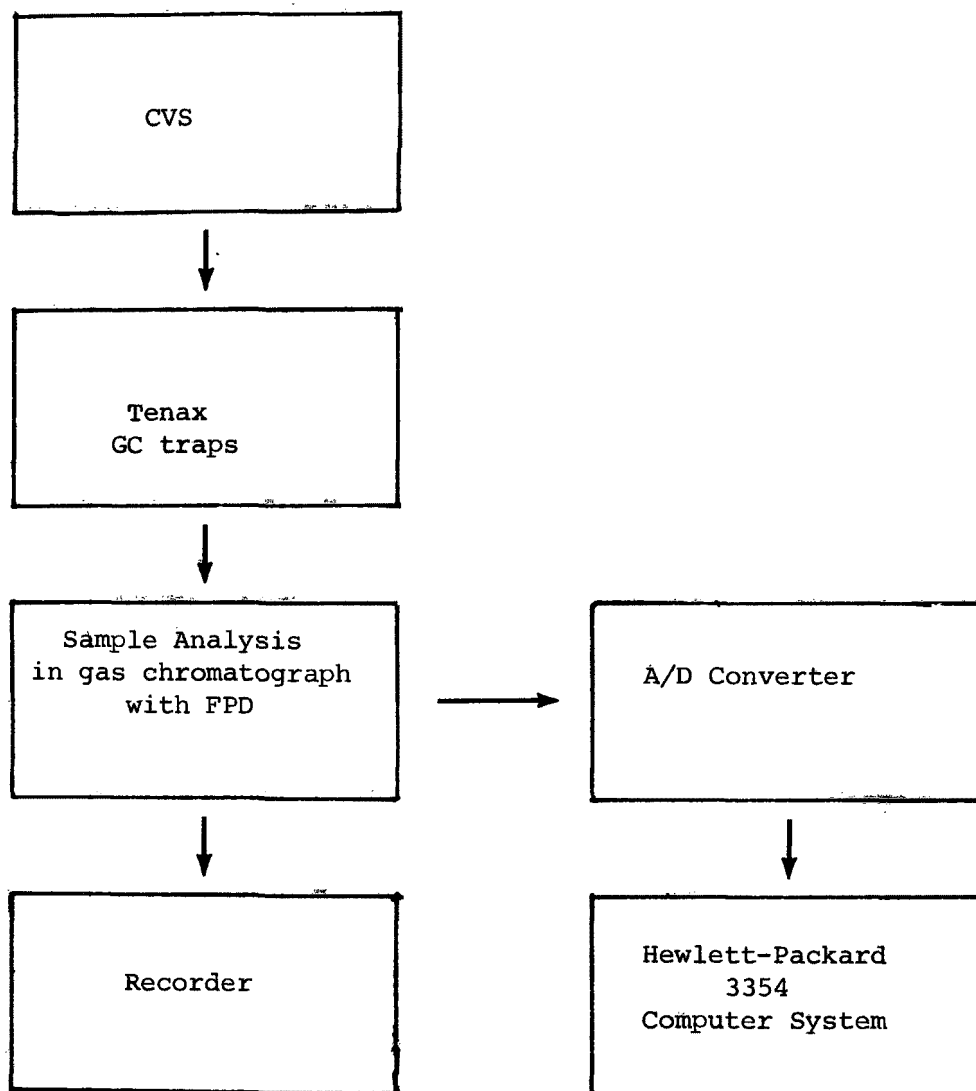 CVS
Tenax
GC traps
Sample Analysis
in gas chromatograph
with FPD
A/D Converter
Recorder
Hewlett-Packard
3354
Computer System